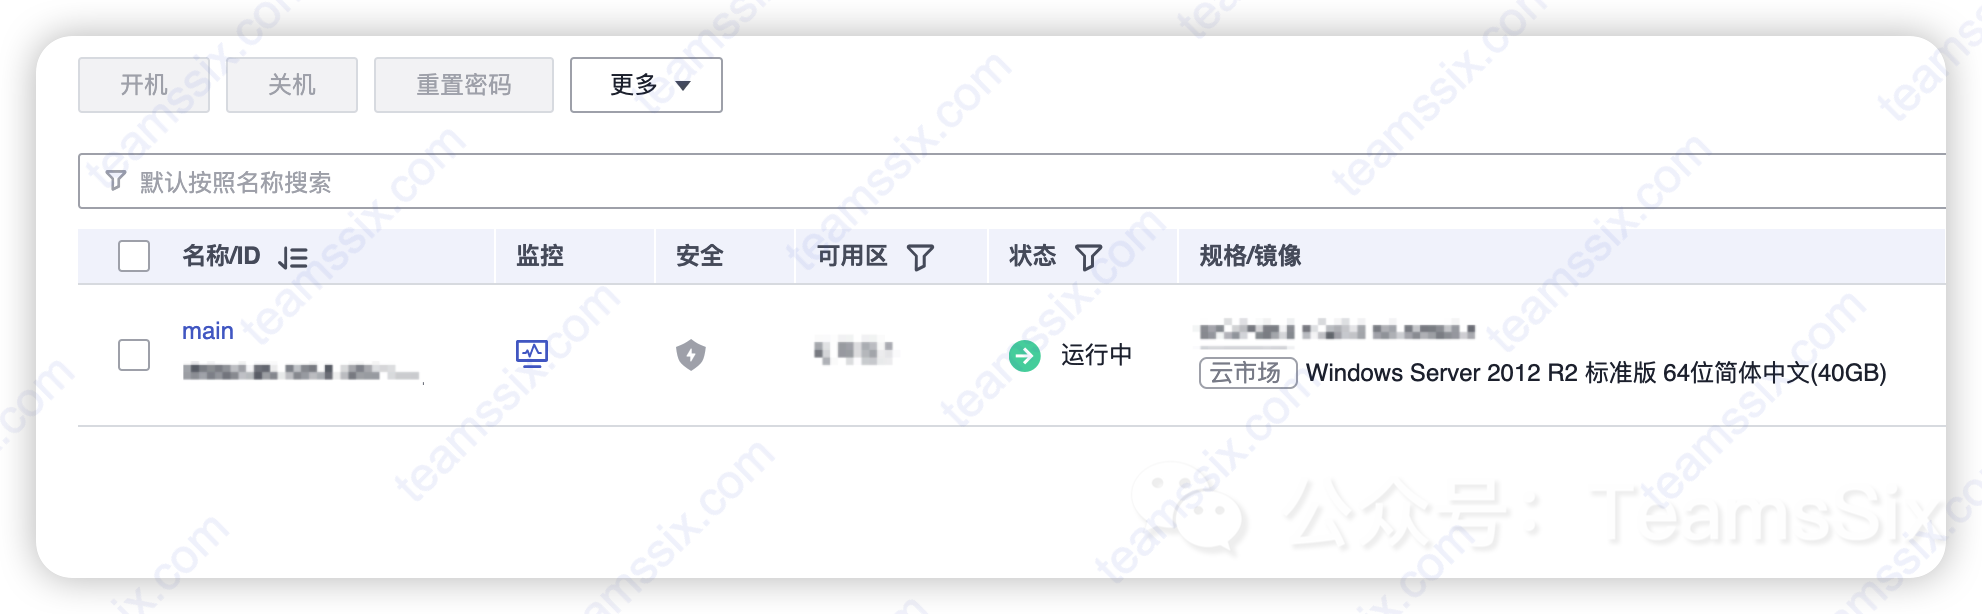 开机 关机 重置密码 更多
默认按照名称搜索
名称/ID 监控 安全 可用区 状态 规格/镜像
main
运行中
云市场 Windows Server 2012 R2 标准版 64位简体中文(40GB)
公众号：TeamsSix
teamssix.com